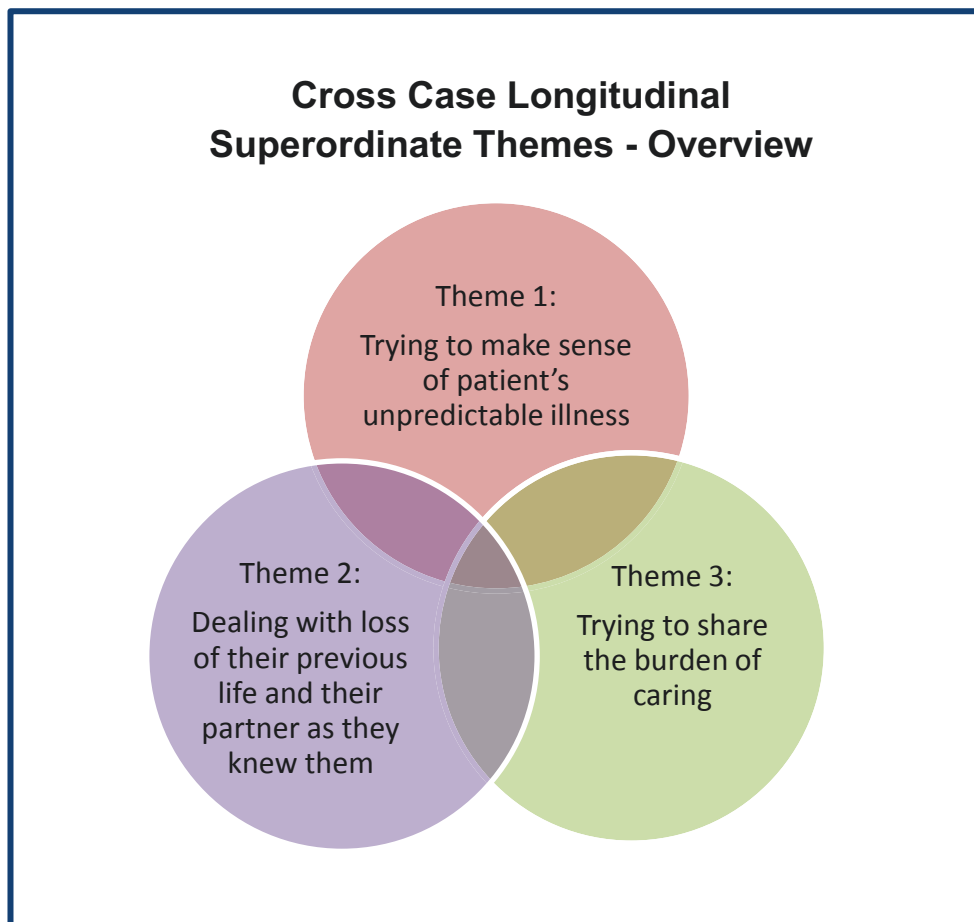 Cross Case Longitudinal
Superordinate Themes - Overview
Theme 1:
Trying to make sense
of patient’s
unpredictable illness
Theme 2:
Dealing with loss
of their previous
life and their
partner as they
knew them
Theme 3:
Trying to share
the burden of
caring